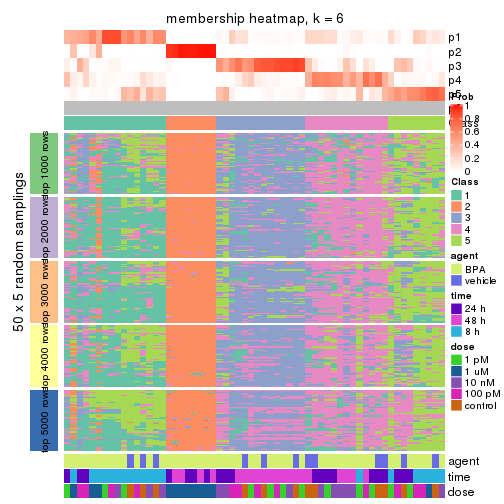 membership heatmap, k = 6
p1
p2
p3
p4
p5
Prob
1
0.8
0.6
0.4
0.2
0
Class
1
2
3
4
5
agent
BPA
vehicle
time
24 h
48 h
8 h
dose
1 pM
1 uM
10 nM
100 pM
control
50 x 5 random samplings
top 1000 rows
top 2000 rows
top 3000 rows
top 4000 rows
top 5000 rows
agent
time
dose